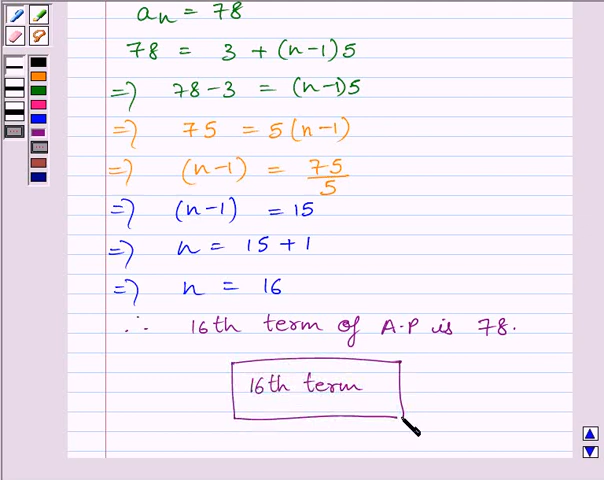 an = 78
78 = 3 + (n-1)5
=) 78-3 = (n-1)5
=) 75 = 5(n-1)
=) (n-1) = 75/5
=) (n-1) = 15
=) n = 15+1
=) n = 16
∴ 16th term of A.P is 78.
16th term